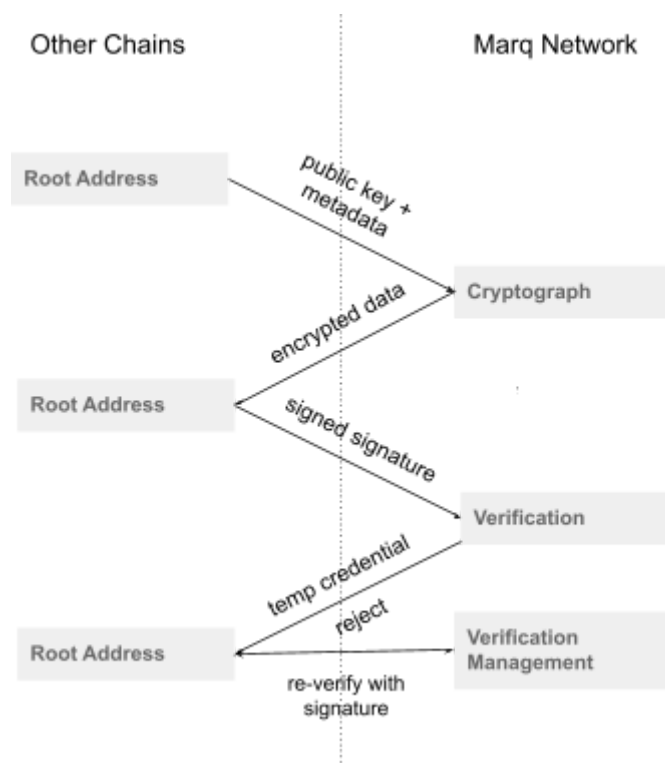 Other Chains
Marq Network
Root Address
public key +
metadata
Cryptograph
encrypted data
Root Address
signed signature
Verification
temp credential
reject
Root Address
Verification
Management
re-verify with
signature